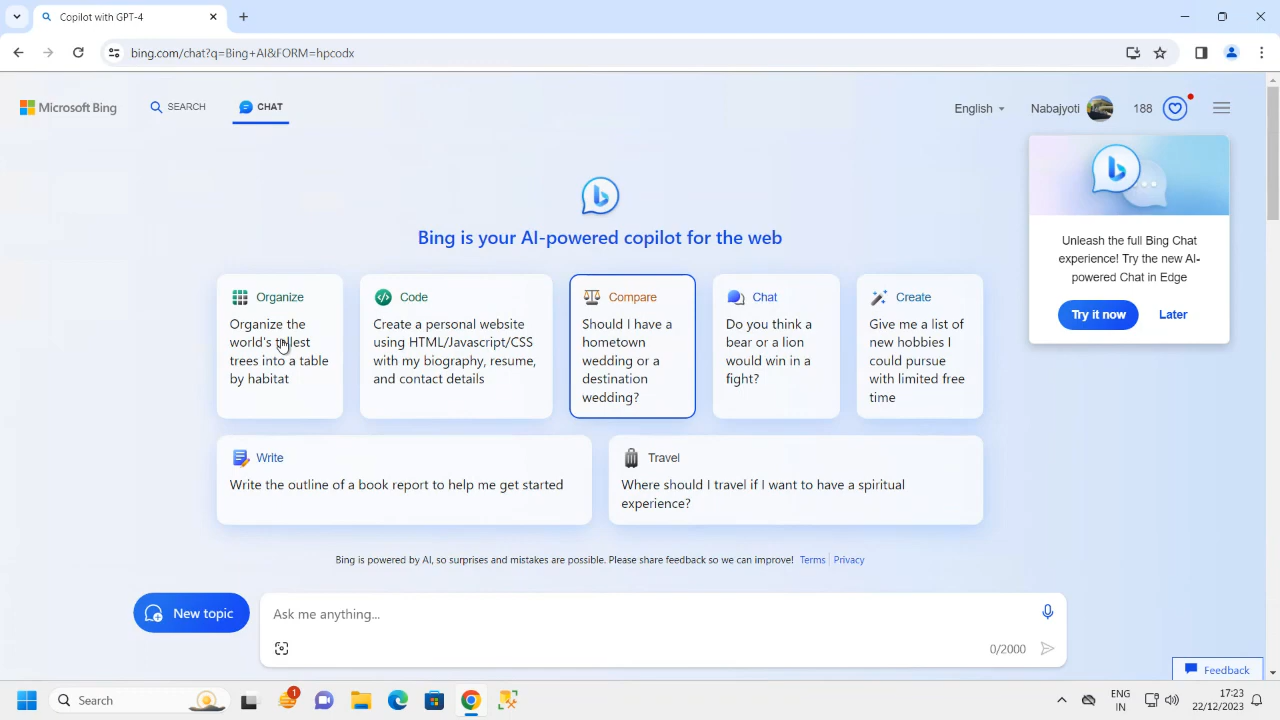 Copilot with GPT-4
bing.com/chat?q=Bing+AI&FORM=hpcodx
Microsoft Bing
SEARCH
CHAT
English
Nabajyoti
188
Unleash the full Bing Chat
experience! Try the new AI-
powered Chat in Edge
Try it now
Later
Bing is your AI-powered copilot for the web
Organize
Organize the
world's tallest
trees into a table
by habitat
Code
Create a personal website
using HTML/Javascript/CSS
with my biography, resume,
and contact details
Compare
Should I have a
hometown
wedding or a
destination
wedding?
Chat
Do you think a
bear or a lion
would win in a
fight?
Create
Give me a list of
new hobbies I
could pursue
with limited free
time
Write
Write the outline of a book report to help me get started
Travel
Where should I travel if I want to have a spiritual
experience?
Bing is powered by AI, so surprises and mistakes are possible. Please share feedback so we can improve! Terms Privacy
New topic
Ask me anything...
0/2000
Feedback
Search
1
ENG
IN
17:23
22/12/2023